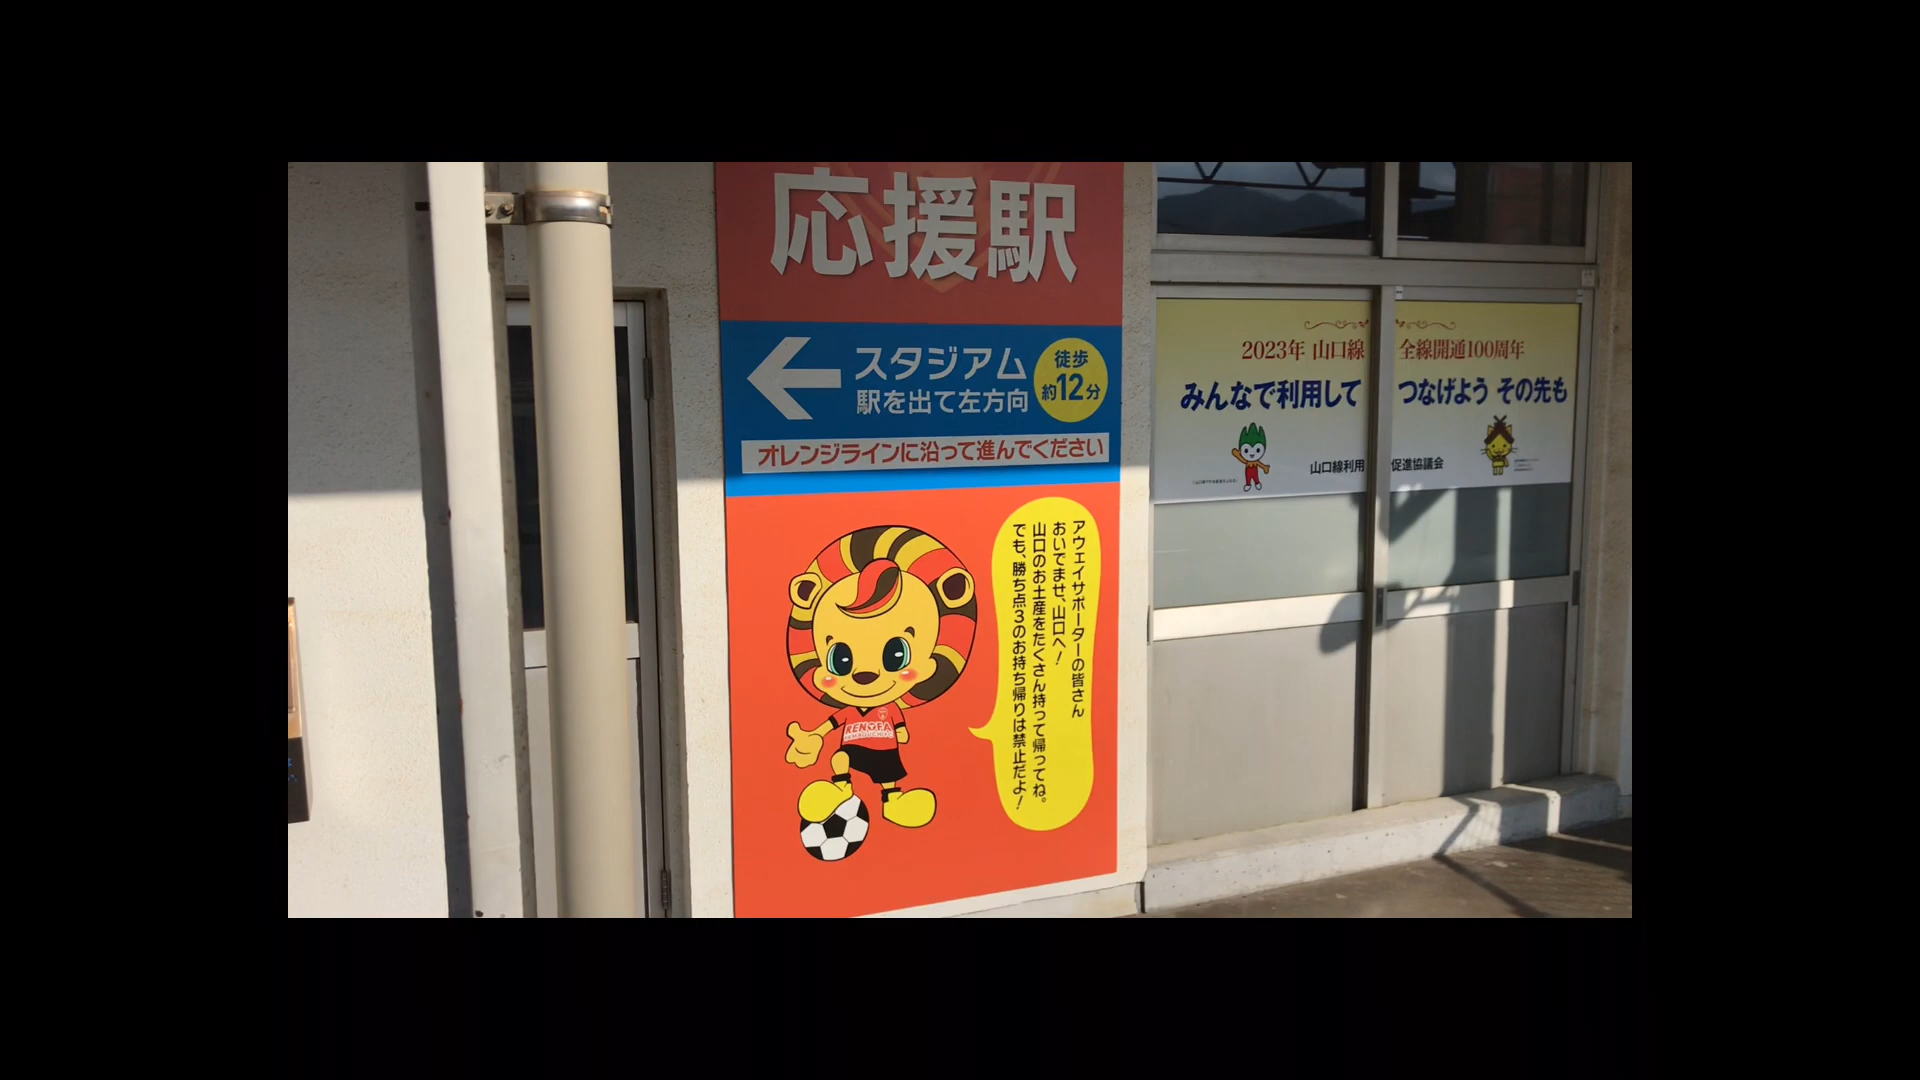 応援駅
スタジアム
駅を出て左方向
徒歩
約12分
オレンジラインに沿って進んでください
アウェイサポーターの皆さん
おいでませ、山口へ！
山口のお土産をたくさん持って帰ってね。
でも、勝ち点3のお持ち帰りは禁止だよ！
RENOFA
YAMAGUCHI FC
2023年 山口線 全線開通100周年
みんなで利用して つなげよう その先も
山口線利用促進協議会